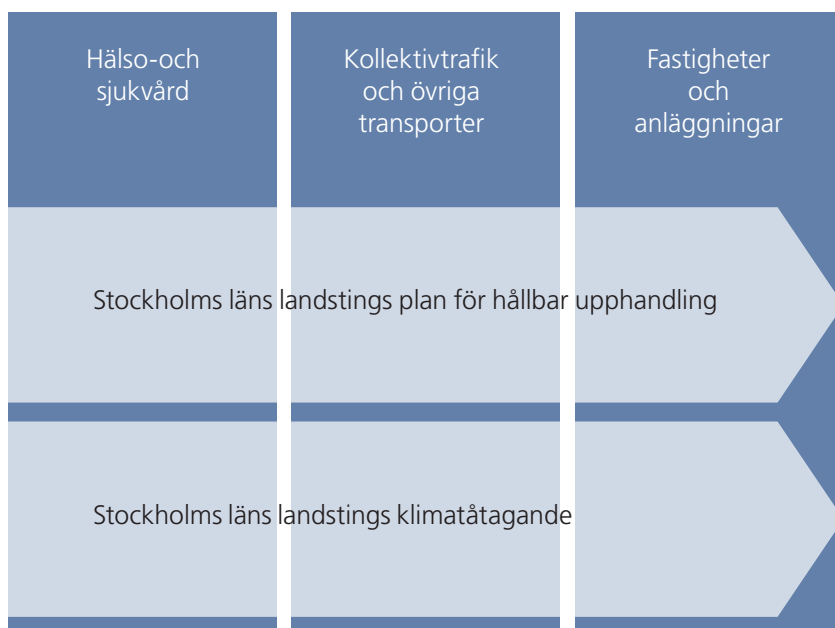 Hälso-och
sjukvård
Kollektivtrafik
och övriga
transporter
Fastigheter
och
anläggningar
Stockholms läns landstings plan för hållbar upphandling
Stockholms läns landstings klimatåtagande